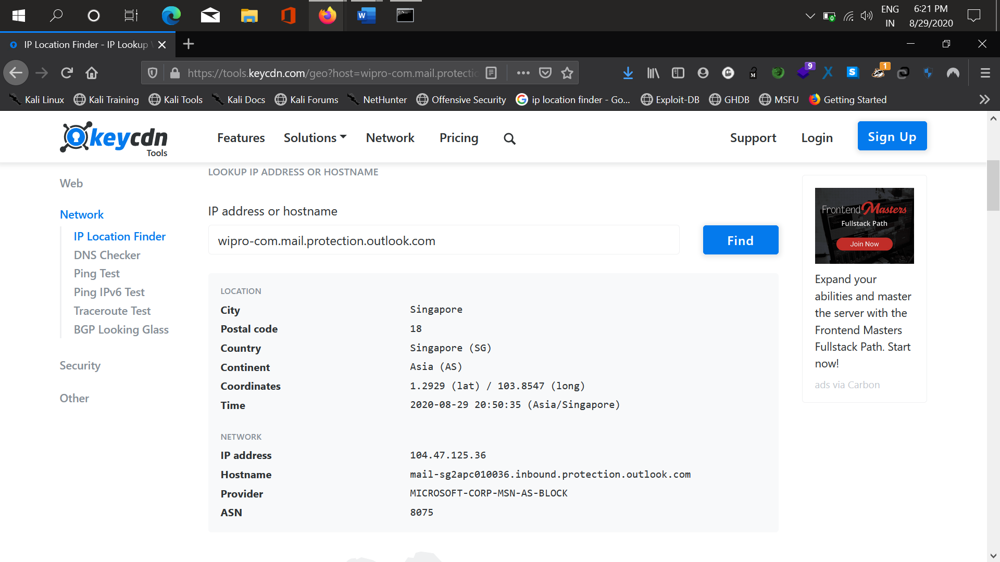 ENG 6:21 PM
IN 8/29/2020
IP Location Finder - IP Lookup
https://tools.keycdn.com/geo?host=wipro-com.mail.protectio
9
1
Kali Linux Kali Training Kali Tools Kali Docs Kali Forums NetHunter Offensive Security ip location finder - Go... Exploit-DB GHDB MSFU Getting Started
keycdn
Tools
Features Solutions Network Pricing Support Login Sign Up
Web
Network
IP Location Finder
DNS Checker
Ping Test
Ping IPv6 Test
Traceroute Test
BGP Looking Glass
Security
Other
LOOKUP IP ADDRESS OR HOSTNAME
IP address or hostname
wipro-com.mail.protection.outlook.com Find
LOCATION
City Singapore
Postal code 18
Country Singapore (SG)
Continent Asia (AS)
Coordinates 1.2929 (lat) / 103.8547 (long)
Time 2020-08-29 20:50:35 (Asia/Singapore)
NETWORK
IP address 104.47.125.36
Hostname mail-sg2apc010036.inbound.protection.outlook.com
Provider MICROSOFT-CORP-MSN-AS-BLOCK
ASN 8075
Frontend Masters
Fullstack Path
Join Now
Expand your
abilities and master
the server with the
Frontend Masters
Fullstack Path. Start
now!
ads via Carbon